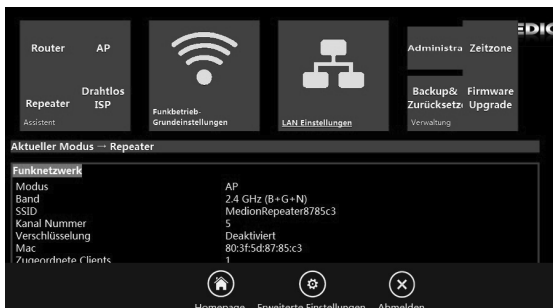 EDIC
Router AP
Repeater Drahtlos ISP
Assistent
Funkbetrieb-
Grundeinstellungen
LAN Einstellungen
Administra Zeitzone
Backup& Firmware
Zurücksetz Upgrade
Verwaltung
Aktueller Modus → Repeater
Funknetzwerk
Modus AP
Band 2.4 GHz (B+G+N)
SSID MedionRepeater8785c3
Kanal Nummer 5
Verschlüsselung Deaktiviert
Mac 80:3f:5d:87:85:c3
Zugeordnete Clients 1
Homepage Erweiterte Einstellungen Abmelden